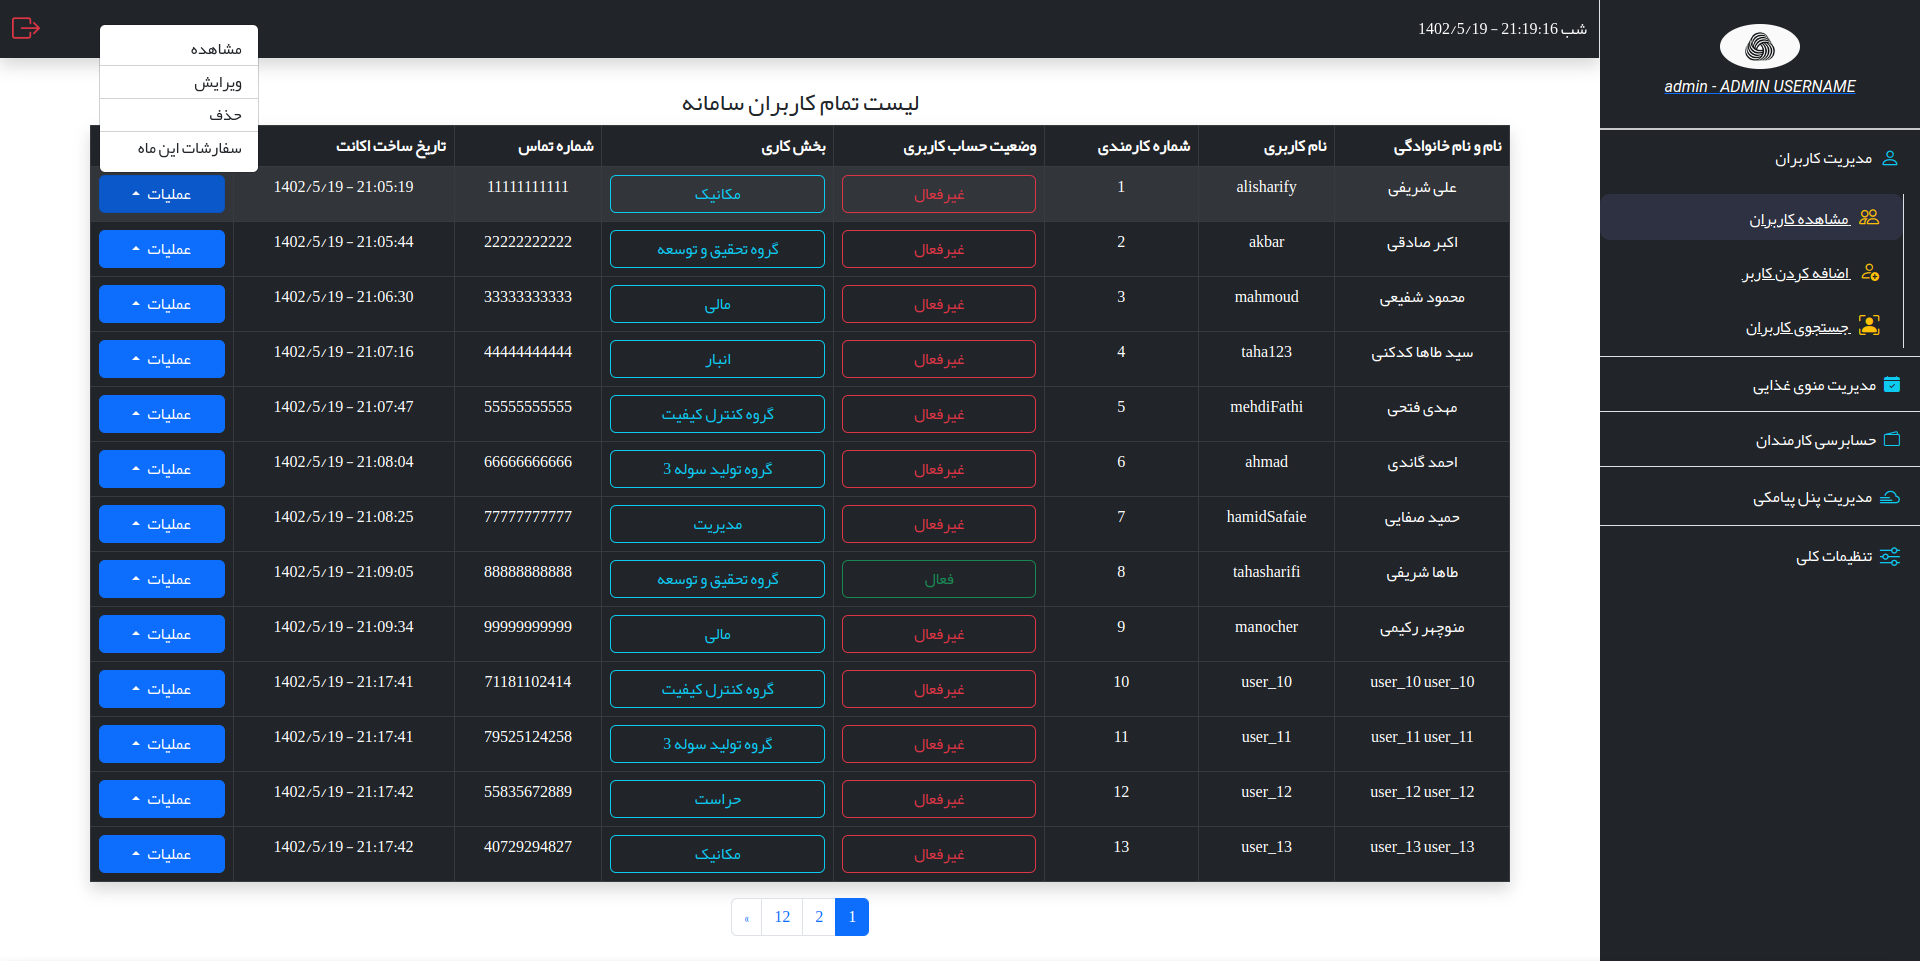 شب 21:19:16 - 1402/5/19
admin - ADMIN USERNAME
مدیریت کاربران
مشاهده کاربران
اضافه کردن کاربر
جستجوی کاربران
مدیریت منوی غذایی
حسابرسی کارمندان
مدیریت پنل پیامکی
تنظیمات کلی
مشاهده
ویرایش
حذف
سفارشات این ماه
لیست تمام کاربران سامانه
نام و نام خانوادگی نام کاربری شماره کارمندی وضعیت حساب کاربری بخش کاری شماره تماس تاریخ ساخت اکانت
علی شریفی alisharify 1 غیرفعال مکانیک 11111111111 1402/5/19 - 21:05:19 عملیات
اکبر صادقی akbar 2 غیرفعال گروه تحقیق و توسعه 22222222222 1402/5/19 - 21:05:44 عملیات
محمود شفیعی mahmoud 3 غیرفعال مالی 33333333333 1402/5/19 - 21:06:30 عملیات
سید طاها کدکنی taha123 4 غیرفعال انبار 44444444444 1402/5/19 - 21:07:16 عملیات
مهدی فتحی mehdiFathi 5 غیرفعال گروه کنترل کیفیت 55555555555 1402/5/19 - 21:07:47 عملیات
احمد گاندی ahmad 6 غیرفعال گروه تولید سوله 3 66666666666 1402/5/19 - 21:08:04 عملیات
حمید صفایی hamidSafaie 7 غیرفعال مدیریت 77777777777 1402/5/19 - 21:08:25 عملیات
طاها شریفی tahasharifi 8 فعال گروه تحقیق و توسعه 88888888888 1402/5/19 - 21:09:05 عملیات
منوچهر رکیمی manocher 9 غیرفعال مالی 99999999999 1402/5/19 - 21:09:34 عملیات
user_10 user_10 user_10 10 غیرفعال گروه کنترل کیفیت 71181102414 1402/5/19 - 21:17:41 عملیات
user_11 user_11 user_11 11 غیرفعال گروه تولید سوله 3 79525124258 1402/5/19 - 21:17:41 عملیات
user_12 user_12 user_12 12 غیرفعال حراست 55835672889 1402/5/19 - 21:17:42 عملیات
user_13 user_13 user_13 13 غیرفعال مکانیک 40729294827 1402/5/19 - 21:17:42 عملیات
1 2 12 »